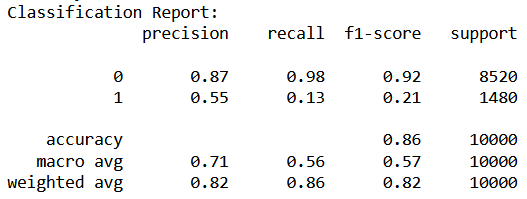 Classification Report:
precision recall f1-score support
0 0.87 0.98 0.92 8520
1 0.55 0.13 0.21 1480
accuracy 0.86 10000
macro avg 0.71 0.56 0.57 10000
weighted avg 0.82 0.86 0.82 10000